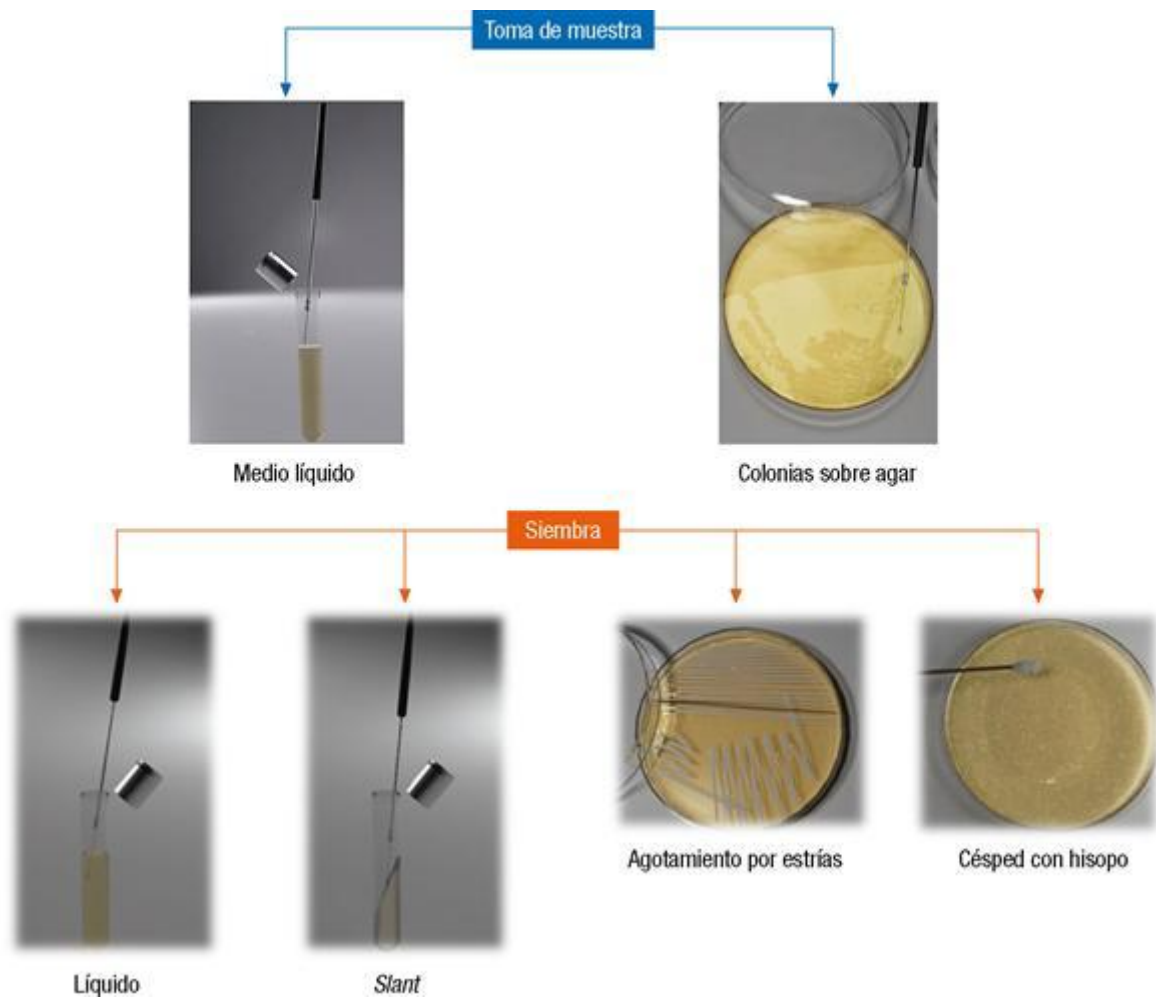 Toma de muestra
Medio líquido
Colonias sobre agar
Siembra
Agotamiento por estrías
Césped con hisopo
Líquido
Slant